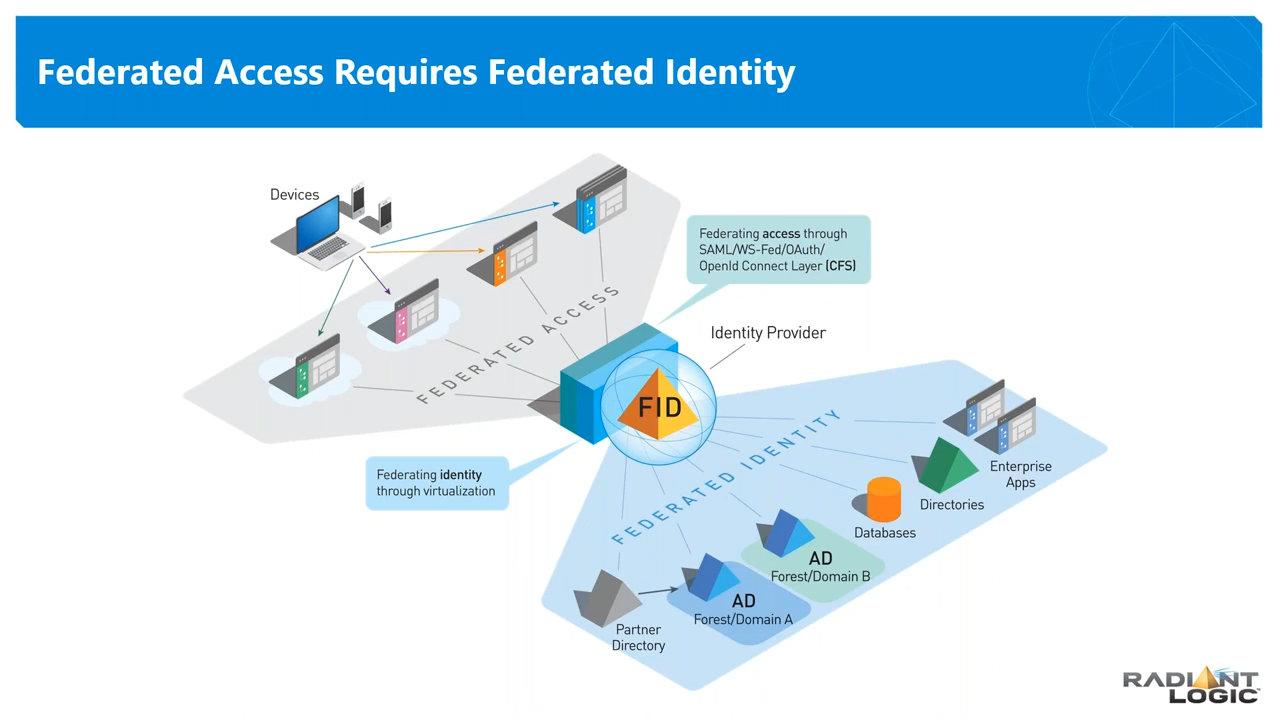 Federated Access Requires Federated Identity
Devices
Federating access through
SAML/WS-Fed/OAuth/
OpenId Connect Layer (CFS)
FEDERATED ACCESS
Identity Provider
FID
Federating identity
through virtualization
FEDERATED IDENTITY
Enterprise
Apps
Directories
Databases
AD
Forest/Domain B
AD
Forest/Domain A
Partner
Directory
RADIANT
LOGIC